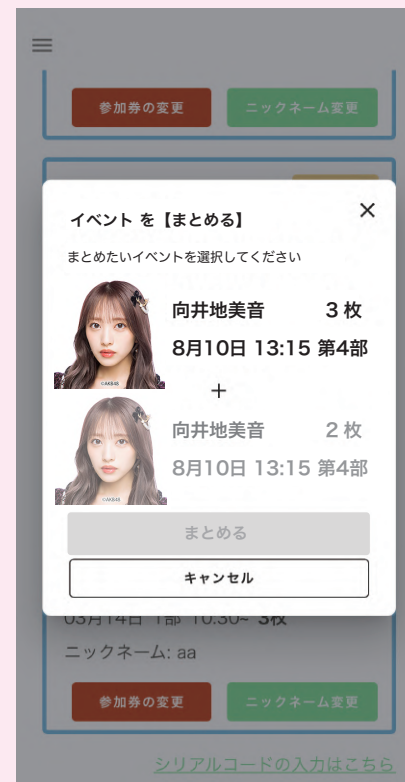 参加券の変更 ニックネーム変更
イベント を【まとめる】 ×
まとめたいイベントを選択してください
向井地美音 3 枚
8月10日 13:15 第4部
©AKB48
+
向井地美音 2 枚
8月10日 13:15 第4部
©AKB48
まとめる
キャンセル
03月14日 1部 10:30~ 3枚
ニックネーム: aa
参加券の変更 ニックネーム変更
シリアルコードの入力はこちら